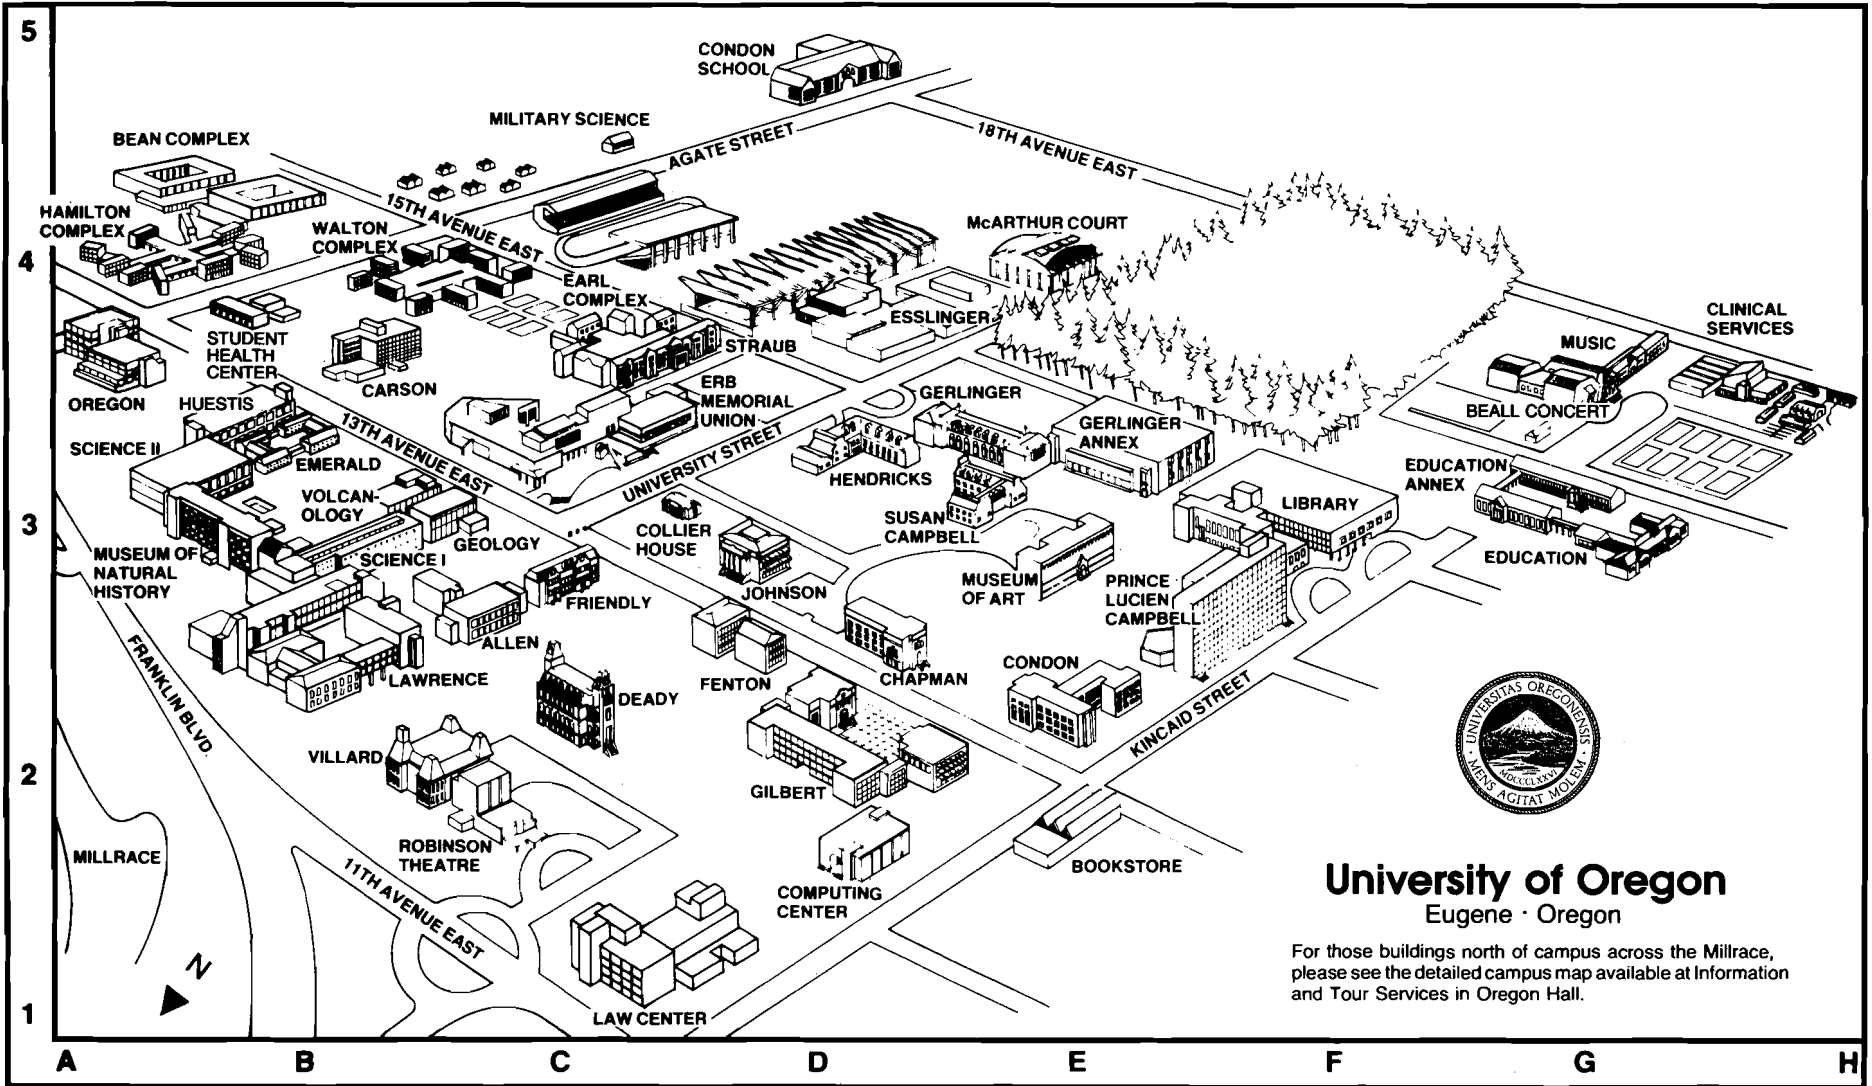 5
CONDON
SCHOOL
MILITARY SCIENCE
BEAN COMPLEX
AGATE STREET
18TH AVENUE EAST
15TH AVENUE EAST
HAMILTON
COMPLEX
WALTON
COMPLEX
McARTHUR COURT
4
EARL
COMPLEX
ESSLINGER
CLINICAL
SERVICES
STUDENT
HEALTH
CENTER
STRAUB
MUSIC
CARSON
OREGON
HUESTIS
ERB
MEMORIAL
UNION
GERLINGER
BEALL CONCERT
13TH AVENUE EAST
GERLINGER
ANNEX
SCIENCE II
EMERALD
UNIVERSITY STREET
HENDRICKS
EDUCATION
ANNEX
VOLCAN-
OLOGY
LIBRARY
3
COLLIER
HOUSE
SUSAN
CAMPBELL
GEOLOGY
SCIENCE I
EDUCATION
MUSEUM OF
NATURAL
HISTORY
JOHNSON
MUSEUM
OF ART
PRINCE
LUCIEN
CAMPBELL
FRIENDLY
ALLEN
FRANKLIN BLVD.
LAWRENCE
FENTON
CHAPMAN
CONDON
DEADY
KINCAID STREET
UNIVERSITAS OREGONENSIS
MDCCCLXXVI
MENS AGITAT MOLEM
VILLARD
2
GILBERT
MILLRACE
ROBINSON
THEATRE
BOOKSTORE
11TH AVENUE EAST
COMPUTING
CENTER
University of Oregon
Eugene · Oregon
For those buildings north of campus across the Millrace,
please see the detailed campus map available at Information
and Tour Services in Oregon Hall.
N
1
LAW CENTER
A B C D E F G H